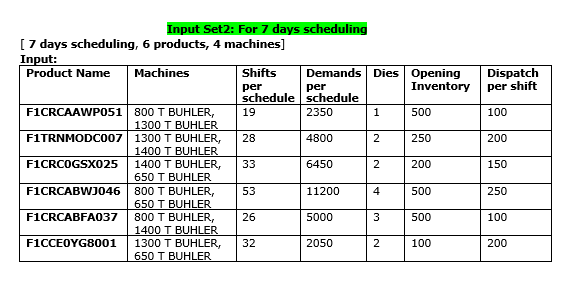 Input Set2: For 7 days scheduling
[ 7 days scheduling, 6 products, 4 machines]
Input:
Product Name Machines Shifts per schedule Demands per schedule Dies Opening Inventory Dispatch per shift
F1CRCAAWP051 800 T BUHLER, 1300 T BUHLER 19 2350 1 500 100
F1TRNMODC007 1300 T BUHLER, 1400 T BUHLER 28 4800 2 250 200
F1CRC0GSX025 1400 T BUHLER, 650 T BUHLER 33 6450 2 200 150
F1CRCABWJ046 800 T BUHLER, 650 T BUHLER 53 11200 4 500 250
F1CRCABFA037 800 T BUHLER, 1400 T BUHLER 26 5000 3 500 100
F1CCE0YG8001 1300 T BUHLER, 650 T BUHLER 32 2050 2 100 200